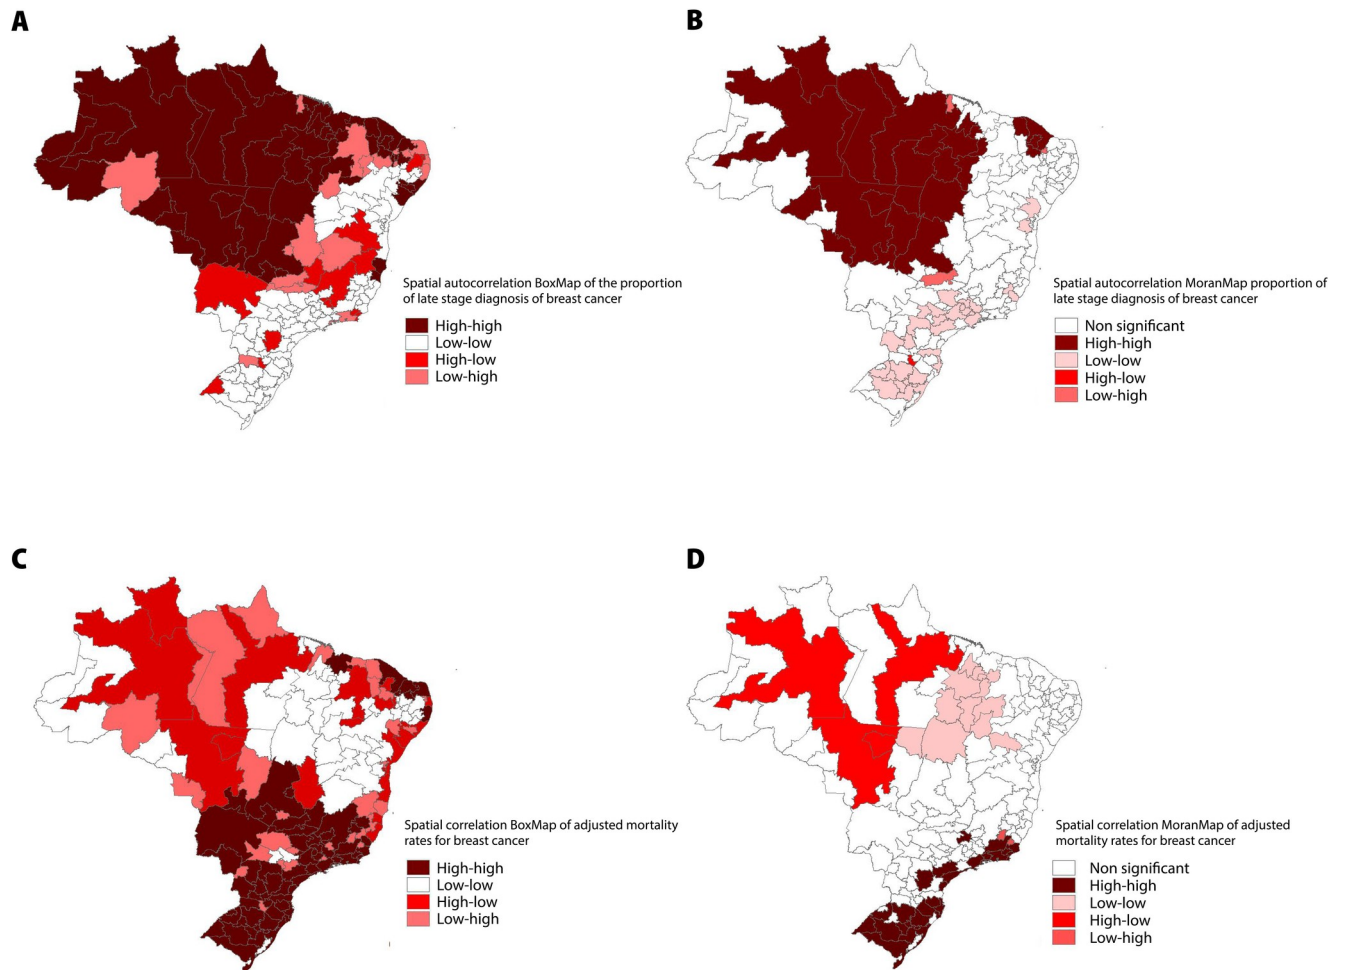 A
B
Spatial autocorrelation BoxMap of the proportion
of late stage diagnosis of breast cancer
High-high
Low-low
High-low
Low-high
Spatial autocorrelation MoranMap proportion of
late stage diagnosis of breast cancer
Non significant
High-high
Low-low
High-low
Low-high
C
D
Spatial correlation BoxMap of adjusted mortality
rates for breast cancer
High-high
Low-low
High-low
Low-high
Spatial correlation MoranMap of adjusted
mortality rates for breast cancer
Non significant
High-high
Low-low
High-low
Low-high